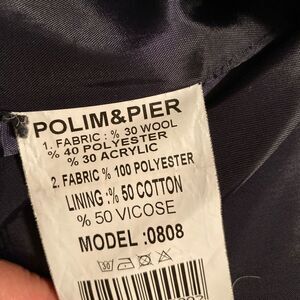 POLIM&PIER
1. FABRIC : % 30 WOOL
% 40 POLYESTER
% 30 ACRYLIC
2. FABRIC % 100 POLYESTER
LINING :% 50 COTTON
% 50 VICOSE
MODEL :0808